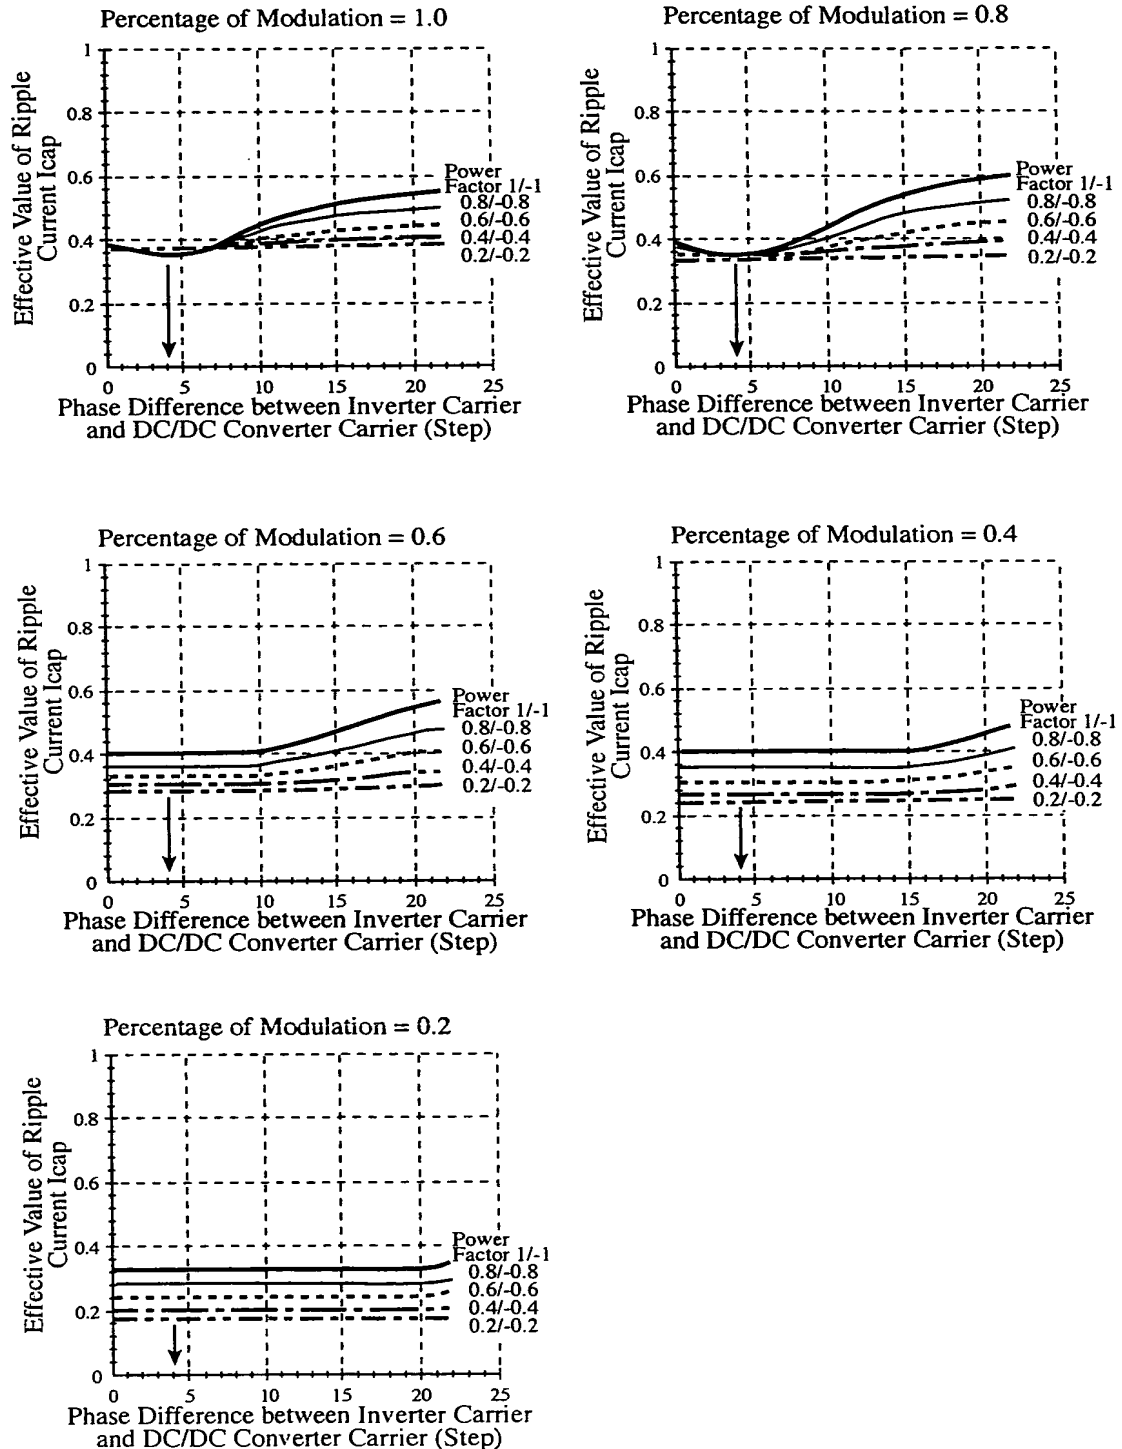 Percentage of Modulation = 1.0
Effective Value of Ripple
Current Icap
1
0.8
0.6
0.4
0.2
0
Power
Factor 1/-1
0.8/-0.8
0.6/-0.6
0.4/-0.4
0.2/-0.2
0 5 10 15 20 25
Phase Difference between Inverter Carrier
and DC/DC Converter Carrier (Step)
Percentage of Modulation = 0.8
Effective Value of Ripple
Current Icap
1
0.8
0.6
0.4
0.2
0
Power
Factor 1/-1
0.8/-0.8
0.6/-0.6
0.4/-0.4
0.2/-0.2
0 5 10 15 20 25
Phase Difference between Inverter Carrier
and DC/DC Converter Carrier (Step)
Percentage of Modulation = 0.6
Effective Value of Ripple
Current Icap
1
0.8
0.6
0.4
0.2
0
Power
Factor 1/-1
0.8/-0.8
0.6/-0.6
0.4/-0.4
0.2/-0.2
0 5 10 15 20 25
Phase Difference between Inverter Carrier
and DC/DC Converter Carrier (Step)
Percentage of Modulation = 0.4
Effective Value of Ripple
Current Icap
1
0.8
0.6
0.4
0.2
0
Power
Factor 1/-1
0.8/-0.8
0.6/-0.6
0.4/-0.4
0.2/-0.2
0 5 10 15 20 25
Phase Difference between Inverter Carrier
and DC/DC Converter Carrier (Step)
Percentage of Modulation = 0.2
Effective Value of Ripple
Current Icap
1
0.8
0.6
0.4
0.2
0
Power
Factor 1/-1
0.8/-0.8
0.6/-0.6
0.4/-0.4
0.2/-0.2
0 5 10 15 20 25
Phase Difference between Inverter Carrier
and DC/DC Converter Carrier (Step)